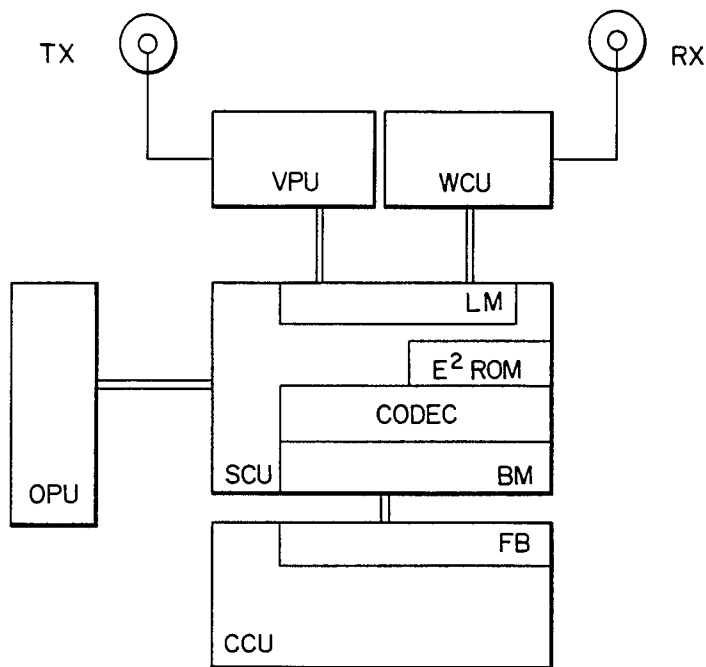 TX
RX
VPU
WCU
LM
E² ROM
CODEC
OPU
SCU
BM
FB
CCU